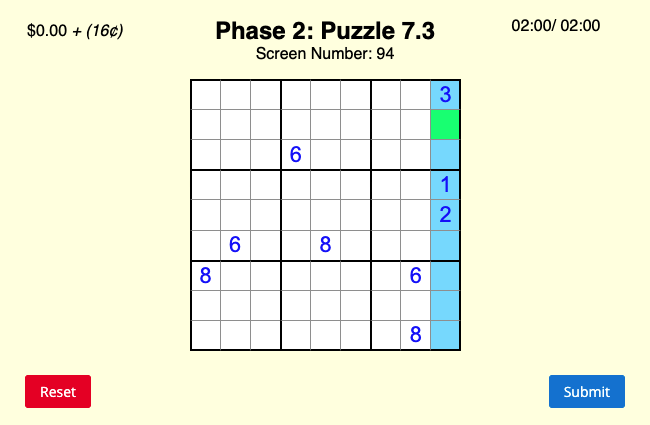 $0.00 + (16¢)
Phase 2: Puzzle 7.3
02:00/ 02:00
Screen Number: 94
3
6
1
2
6 8
8 6
8
Reset
Submit